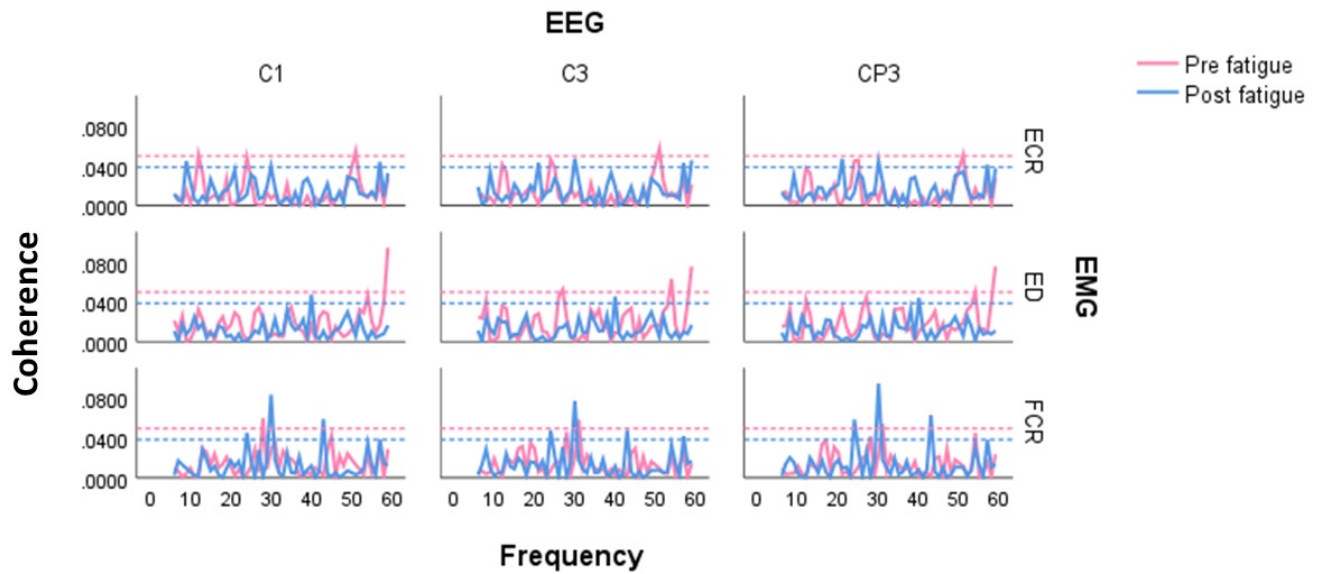 EEG
C1 C3 CP3
Pre fatigue
Post fatigue
.0800
.0400
.0000
ECR
.0800
.0400
.0000
ED
.0800
.0400
.0000
FCR
Coherence
EMG
0 10 20 30 40 50 60 0 10 20 30 40 50 60 0 10 20 30 40 50 60
Frequency